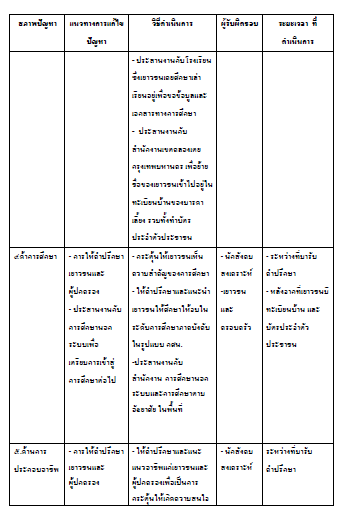 สภาพปัญหา
แนวทางการแก้ไข
ปัญหา
วิธีดำเนินการ
ผู้รับผิดชอบ
ระยะเวลา ที่
ดำเนินการ
- ประสานงานกับ โรงเรียน
ซึ่งเยาวชนเคยศึกษาเล่า
เรียนอยู่เพื่อขอข้อมูลและ
เอกสารทางการศึกษา
- ประสานงานกับ
สำนักงานเขตคลองเตย
กรุงเทพมหานคร เพื่อย้าย
ชื่อของเยาวชนเข้าไปอยู่ใน
ทะเบียนบ้านของมารดา
เลี้ยง รวมทั้งทำบัตร
ประจำตัวประชาชน
๔ด้านการศึกษา
- การให้คำปรึกษา
เยาวชนและ
ผู้ปกครอง
- ประสานงานกับ
การศึกษานอก
ระบบเพื่อ
เตรียมการเข้าสู่
การศึกษาต่อไป
- กระตุ้นให้เยาวชนเห็น
ความสำคัญของการศึกษา
- ให้คำปรึกษาและแนะนำ
เยาวชนให้ศึกษาให้จบใน
ระดับการศึกษาภาคบังคับ
ในรูปแบบ กศน.
-ประสานงานกับ
สำนักงาน การศึกษานอก
ระบบและการศึกษาตาม
อัธยาศัย ในพื้นที่
- นักสังคม
สงเคราะห์
-เยาวชน
และ
ครอบครัว
- ระหว่างที่มารับ
คำปรึกษา
- หลังจากที่เยาวชนมี
ทะเบียนบ้าน และ
บัตรประจำตัว
ประชาชน
๕.ด้านการ
ประกอบอาชีพ
- การให้คำปรึกษา
เยาวชนและ
ผู้ปกครอง
- ให้คำปรึกษาและแนะ
แนวอาชีพแก่เยาวชนและ
ผู้ปกครองเพื่อเป็นการ
กระตุ้นให้เกิดความสนใจ
- นักสังคม
สงเคราะห์
ระหว่างที่มารับ
คำปรึกษา